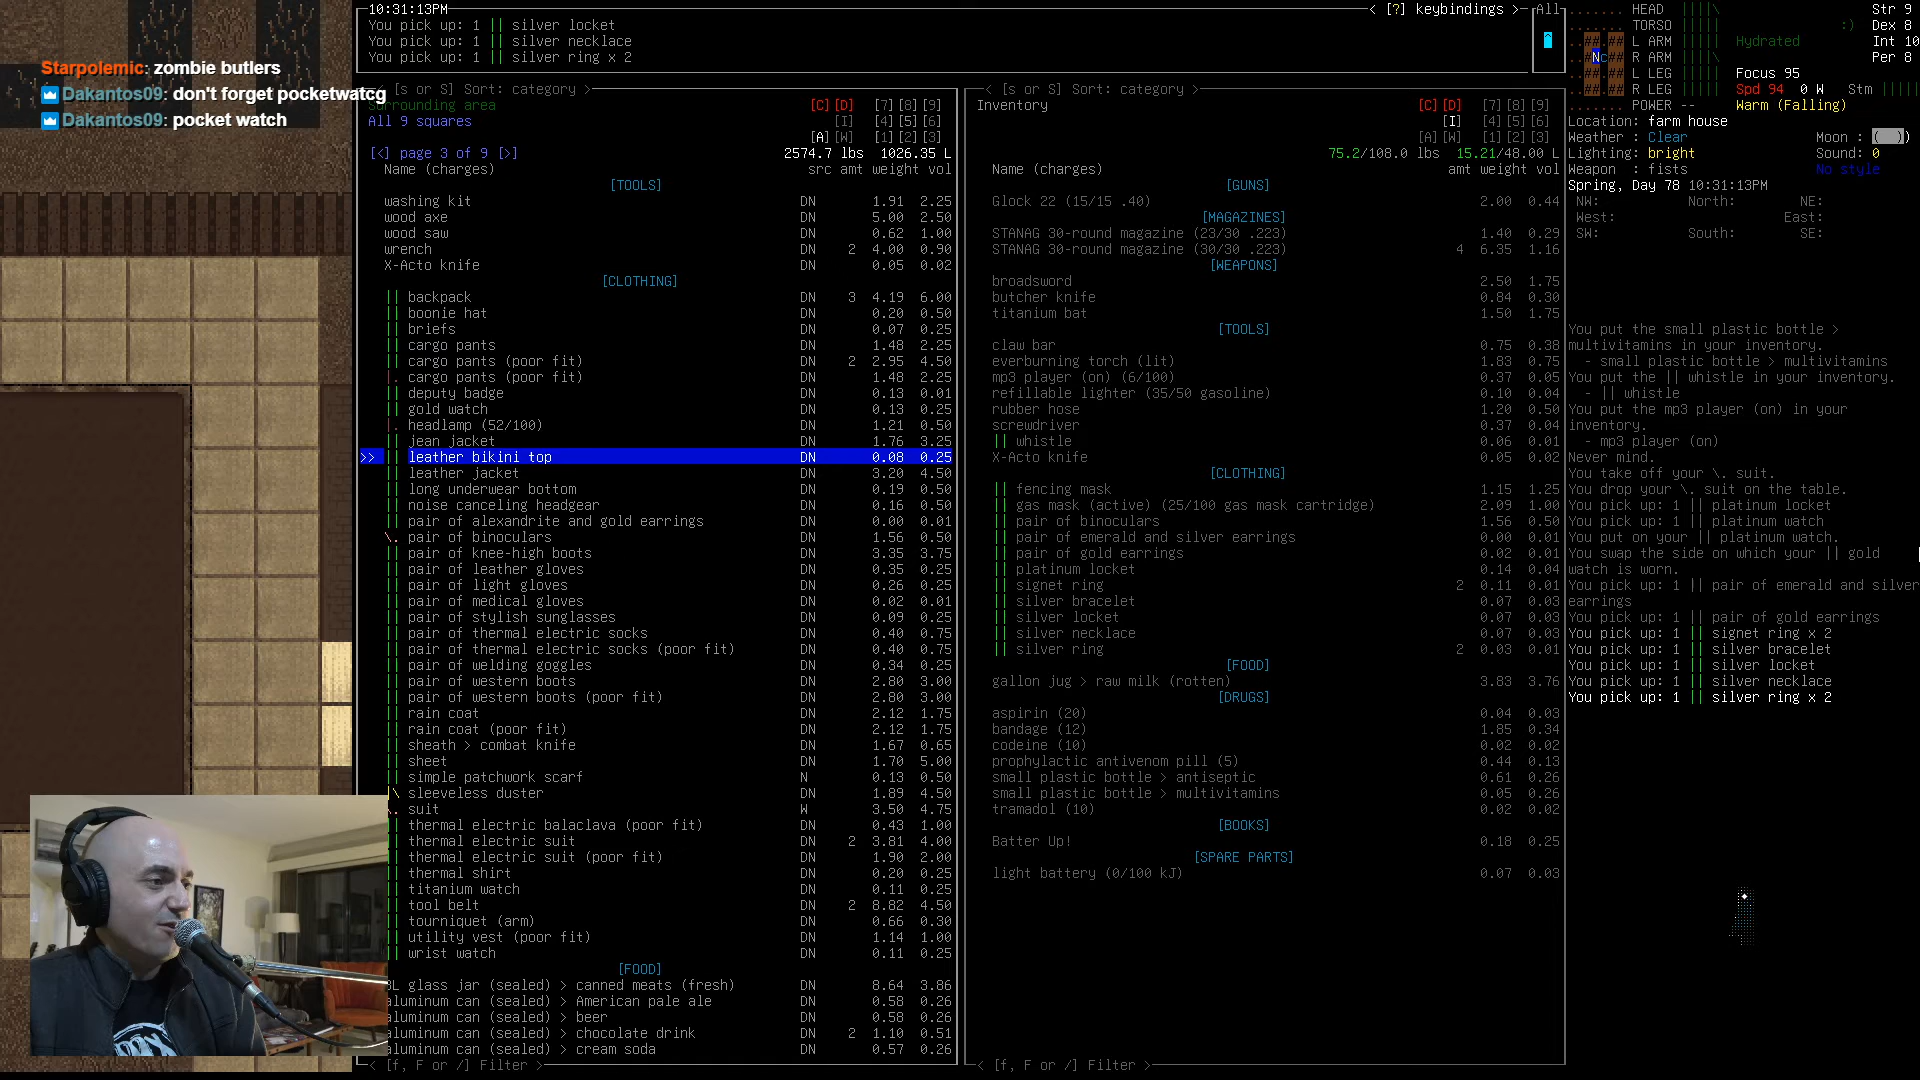 10:31:13PM
< [?] keybindings >
All
You pick up: 1 || silver locket
You pick up: 1 || silver necklace
You pick up: 1 || silver ring x 2
Starpolemic: zombie butlers
Dakantos09: don't forget pocketwatcg
Dakantos09: pocket watch
[s or S] Sort: category >
Surrounding area
All 9 squares
[C] [D] [7] [8] [9]
[I] [4] [5] [6]
[A] [W] [1] [2] [3]
[<] page 3 of 9 [>]
2574.7 lbs 1026.35 L
Name (charges) src amt weight vol
[TOOLS]
washing kit DN 1.91 2.25
wood axe DN 5.00 2.50
wood saw DN 0.62 1.00
wrench DN 2 4.00 0.90
X-Acto knife DN 0.05 0.02
[CLOTHING]
|| backpack DN 3 4.19 6.00
|| boonie hat DN 0.20 0.50
|| briefs DN 0.07 0.25
|| cargo pants DN 1.48 2.25
|| cargo pants (poor fit) DN 2 2.95 4.50
|. cargo pants (poor fit) DN 1.48 2.25
|| deputy badge DN 0.13 0.01
|| gold watch DN 0.13 0.25
|. headlamp (52/100) DN 1.21 0.50
|| jean jacket DN 1.76 3.25
>> || leather bikini top DN 0.08 0.25
|| leather jacket DN 3.20 4.50
|| long underwear bottom DN 0.19 0.50
|| noise canceling headgear DN 0.16 0.50
|| pair of alexandrite and gold earrings DN 0.00 0.01
\. pair of binoculars DN 1.56 0.50
|| pair of knee-high boots DN 3.35 3.75
|| pair of leather gloves DN 0.35 0.25
|| pair of light gloves DN 0.26 0.25
|| pair of medical gloves DN 0.02 0.01
|| pair of stylish sunglasses DN 0.09 0.25
|| pair of thermal electric socks DN 0.40 0.75
|| pair of thermal electric socks (poor fit) DN 0.40 0.75
|| pair of welding goggles DN 0.34 0.25
|| pair of western boots DN 2.80 3.00
|| pair of western boots (poor fit) DN 2.80 3.00
|| rain coat DN 2.12 1.75
|| rain coat (poor fit) DN 2.12 1.75
|| sheath > combat knife DN 1.67 0.65
|| sheet DN 1.70 5.00
|| simple patchwork scarf N 0.13 0.50
|\ sleeveless duster DN 1.89 4.50
\. suit W 3.50 4.75
|| thermal electric balaclava (poor fit) DN 0.43 1.00
|| thermal electric suit DN 2 3.81 4.00
|| thermal electric suit (poor fit) DN 1.90 2.00
|| thermal shirt DN 0.20 0.25
|| titanium watch DN 0.11 0.25
|| tool belt DN 2 8.82 4.50
|| tourniquet (arm) DN 0.66 0.30
|| utility vest (poor fit) DN 1.14 1.00
|| wrist watch DN 0.11 0.25
[FOOD]
3L glass jar (sealed) > canned meats (fresh) DN 8.64 3.86
aluminum can (sealed) > American pale ale DN 0.58 0.26
aluminum can (sealed) > beer DN 0.58 0.26
aluminum can (sealed) > chocolate drink DN 2 1.10 0.51
aluminum can (sealed) > cream soda DN 0.57 0.26
< [f, F or /] Filter >
< [s or S] Sort: category >
Inventory
[C] [D] [7] [8] [9]
[I] [4] [5] [6]
[A] [W] [1] [2] [3]
75.2/108.0 lbs 15.21/48.00 L
Name (charges) amt weight vol
[GUNS]
Glock 22 (15/15 .40) 2.00 0.44
[MAGAZINES]
STANAG 30-round magazine (23/30 .223) 1.40 0.29
STANAG 30-round magazine (30/30 .223) 4 6.35 1.16
[WEAPONS]
broadsword 2.50 1.75
butcher knife 0.84 0.30
titanium bat 1.50 1.75
[TOOLS]
claw bar 0.75 0.38
everburning torch (lit) 1.83 0.75
mp3 player (on) (6/100) 0.37 0.05
refillable lighter (35/50 gasoline) 0.10 0.04
rubber hose 1.20 0.50
screwdriver 0.37 0.04
|| whistle 0.06 0.01
X-Acto knife 0.05 0.02
[CLOTHING]
|| fencing mask 1.15 1.25
|| gas mask (active) (25/100 gas mask cartridge) 2.09 1.00
|| pair of binoculars 1.56 0.50
|| pair of emerald and silver earrings 0.00 0.01
|| pair of gold earrings 0.02 0.01
|| platinum locket 0.14 0.04
|| signet ring 2 0.11 0.01
|| silver bracelet 0.07 0.03
|| silver locket 0.07 0.03
|| silver necklace 0.07 0.03
|| silver ring 2 0.03 0.01
[FOOD]
gallon jug > raw milk (rotten) 3.83 3.76
[DRUGS]
aspirin (20) 0.04 0.03
bandage (12) 1.85 0.34
codeine (10) 0.02 0.02
prophylactic antivenom pill (5) 0.44 0.13
small plastic bottle > antiseptic 0.61 0.26
small plastic bottle > multivitamins 0.05 0.26
tramadol (10) 0.02 0.02
[BOOKS]
Batter Up! 0.18 0.25
[SPARE PARTS]
light battery (0/100 kJ) 0.07 0.03
< [f, F or /] Filter >
HEAD ||||\ Str 9
TORSO ||||| :) Dex 8
L ARM ||||| Hydrated Int 10
R ARM ||||\ Per 8
L LEG ||||| Focus 95
R LEG ||||| Spd 94 0 W Stm |||||
POWER -- Warm (Falling)
Location: farm house
Weather : Clear Moon : ( )
Lighting: bright Sound: 0
Weapon : fists No style
Spring, Day 78 10:31:13PM
NW: North: NE:
West: East:
SW: South: SE:
You put the small plastic bottle >
multivitamins in your inventory.
- small plastic bottle > multivitamins
You put the || whistle in your inventory.
- || whistle
You put the mp3 player (on) in your
inventory.
- mp3 player (on)
Never mind.
You take off your \. suit.
You drop your \. suit on the table.
You pick up: 1 || platinum locket
You pick up: 1 || platinum watch
You put on your || platinum watch.
You swap the side on which your || gold
watch is worn.
You pick up: 1 || pair of emerald and silver
earrings
You pick up: 1 || pair of gold earrings
You pick up: 1 || signet ring x 2
You pick up: 1 || silver bracelet
You pick up: 1 || silver locket
You pick up: 1 || silver necklace
You pick up: 1 || silver ring x 2